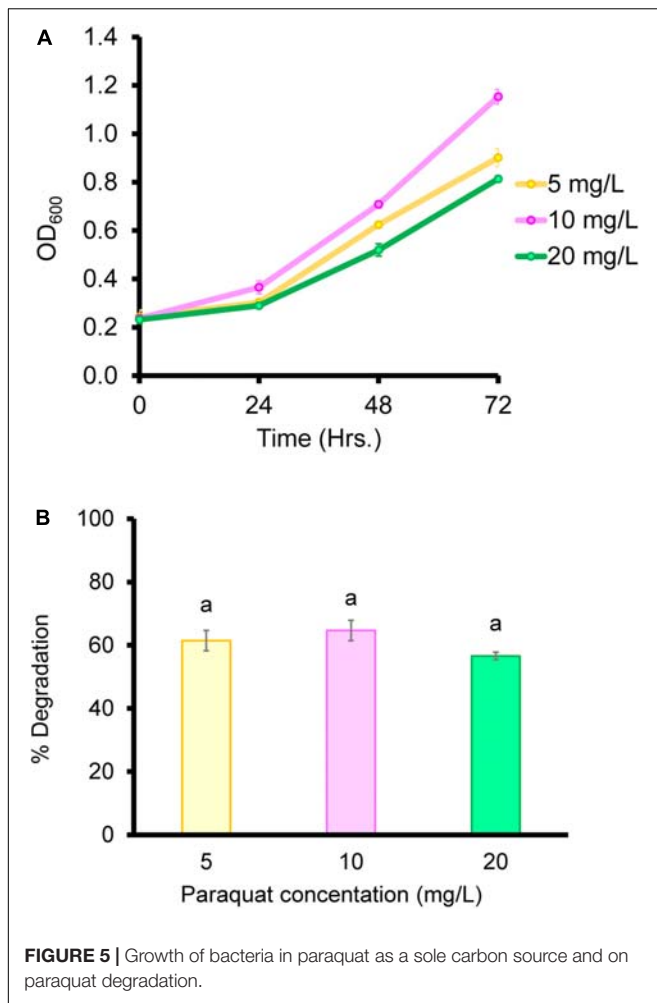 A
1.4
1.2
1.0
0.8
0.6
0.4
0.2
0.0
OD600
0 24 48 72
Time (Hrs.)
5 mg/L
10 mg/L
20 mg/L
B
100
80
60
40
20
0
% Degradation
a a a
5 10 20
Paraquat concentation (mg/L)
FIGURE 5 | Growth of bacteria in paraquat as a sole carbon source and on
paraquat degradation.